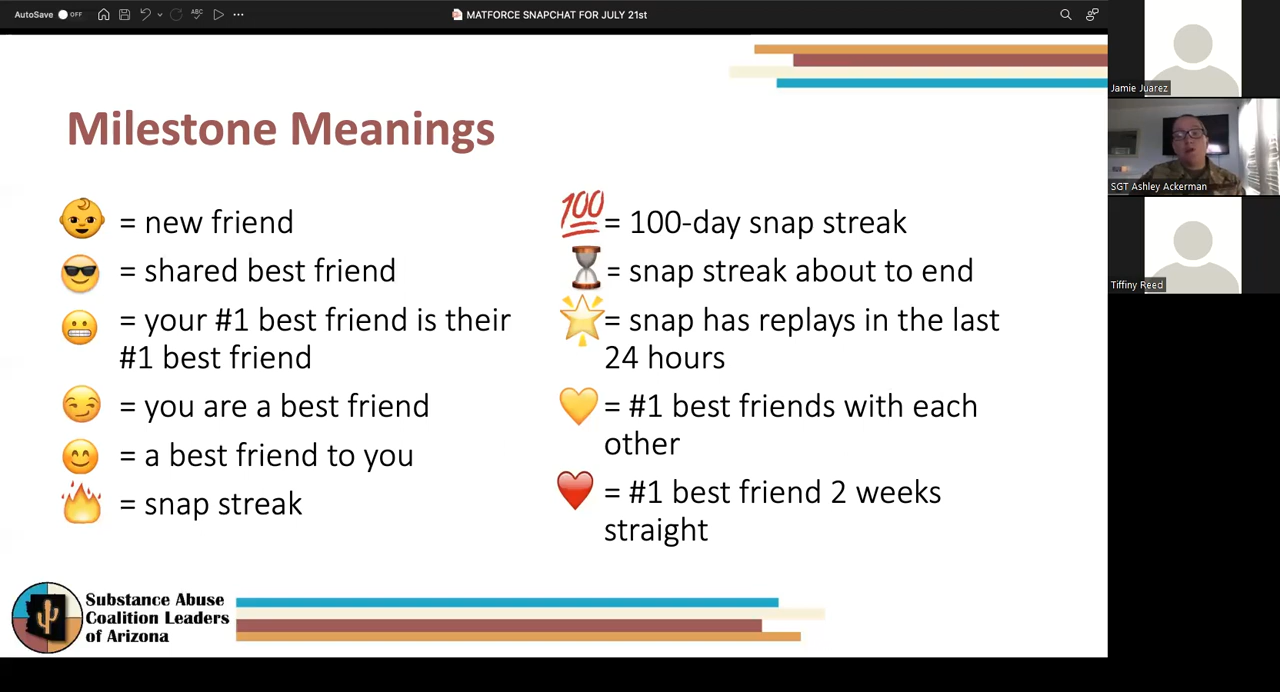 AutoSave OFF
MATFORCE SNAPCHAT FOR JULY 21st
Milestone Meanings
👶 = new friend
😎 = shared best friend
😬 = your #1 best friend is their
#1 best friend
😏 = you are a best friend
😊 = a best friend to you
🔥 = snap streak
💯 = 100-day snap streak
⌛ = snap streak about to end
🌟 = snap has replays in the last
24 hours
💛 = #1 best friends with each
other
❤️ = #1 best friend 2 weeks
straight
Substance Abuse
Coalition Leaders
of Arizona
Jamie Juarez
SGT Ashley Ackerman
Tiffiny Reed